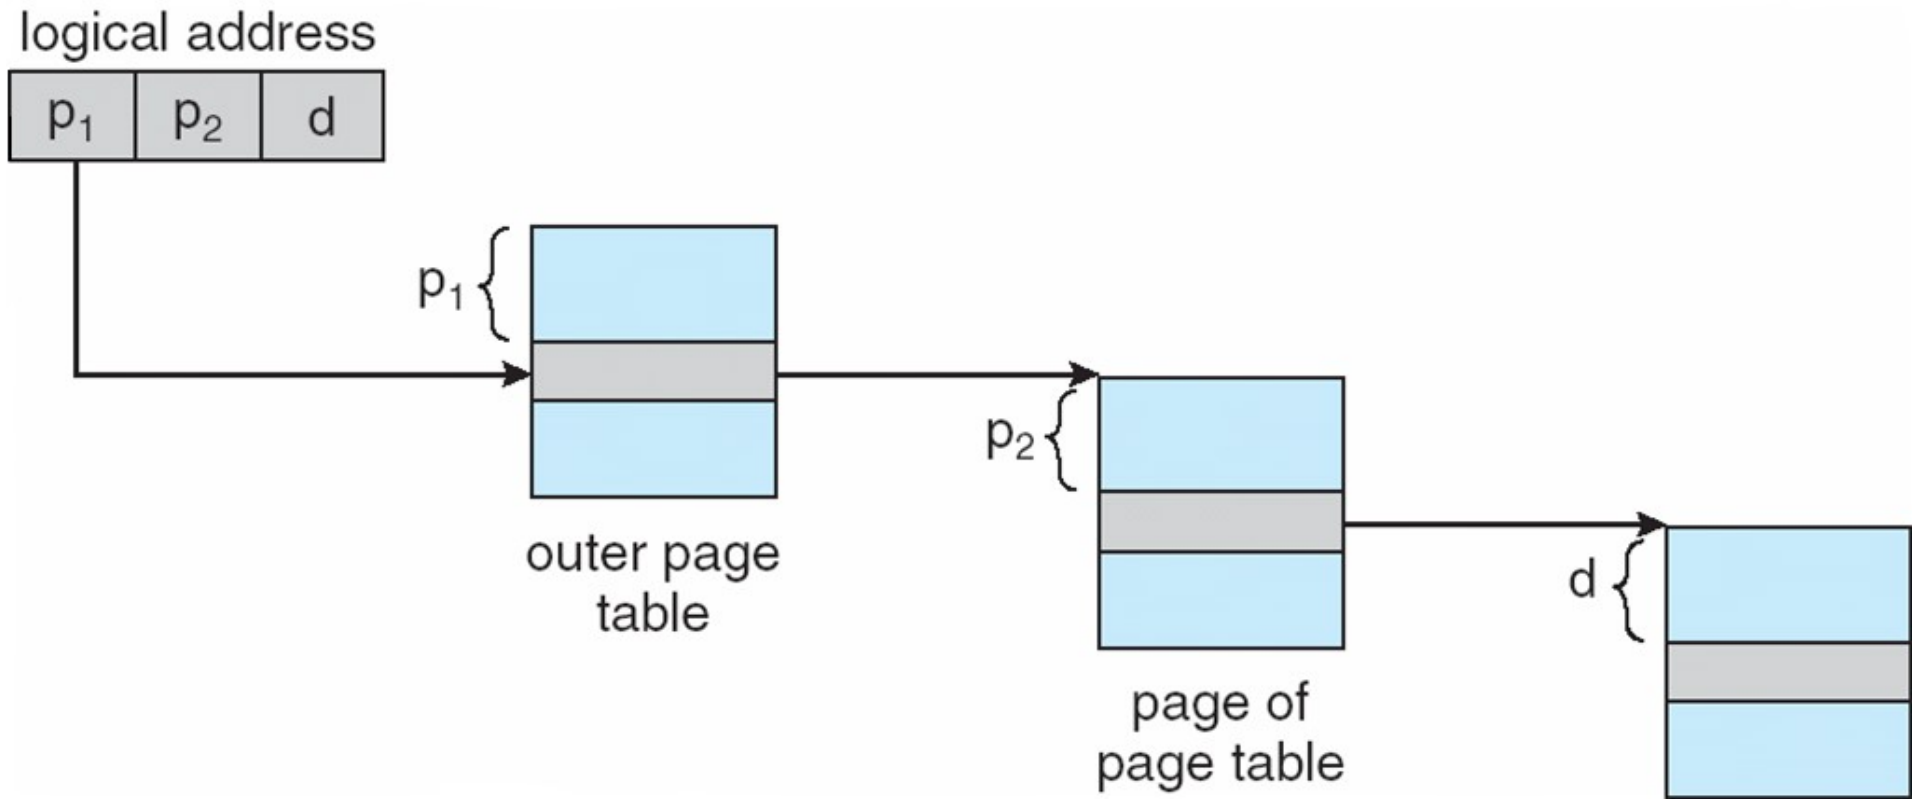 logical address
p₁ p₂ d
p₁
outer page
table
p₂
page of
page table
d